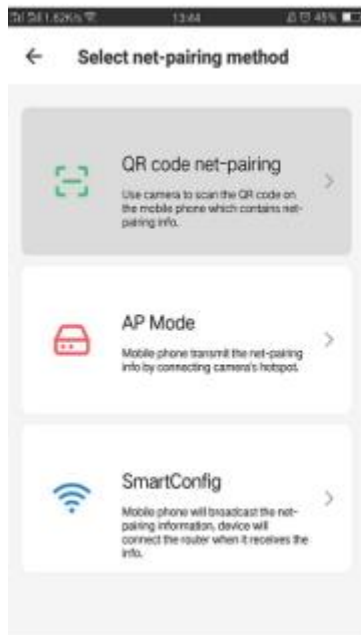 1.62K/s 13:44 45%
Select net-pairing method
QR code net-pairing
Use camera to scan the QR code on
the mobile phone which contains net-
pairing info.
AP Mode
Mobile phone transmit the net-pairing
info by connecting camera's hotspot.
SmartConfig
Mobile phone will broadcast the net-
pairing information, device will
connect the router when it receives the
info.